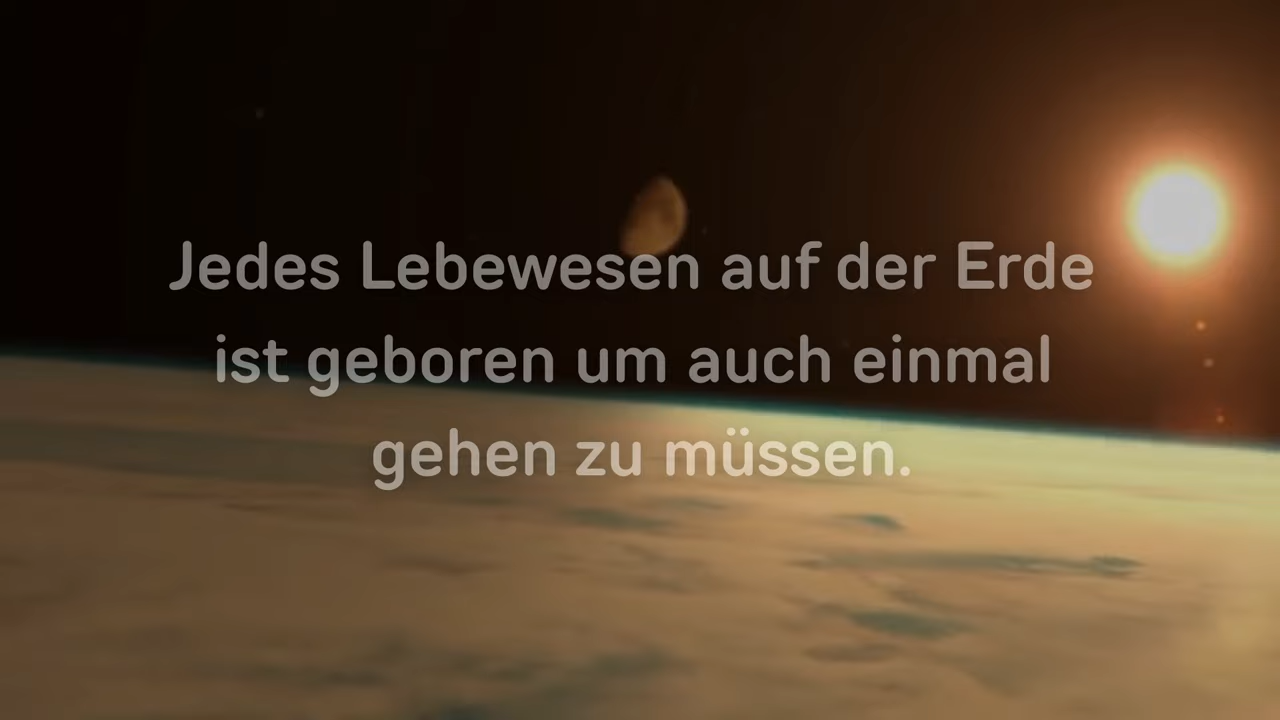 Jedes Lebewesen auf der Erde
ist geboren um auch einmal
gehen zu müssen.